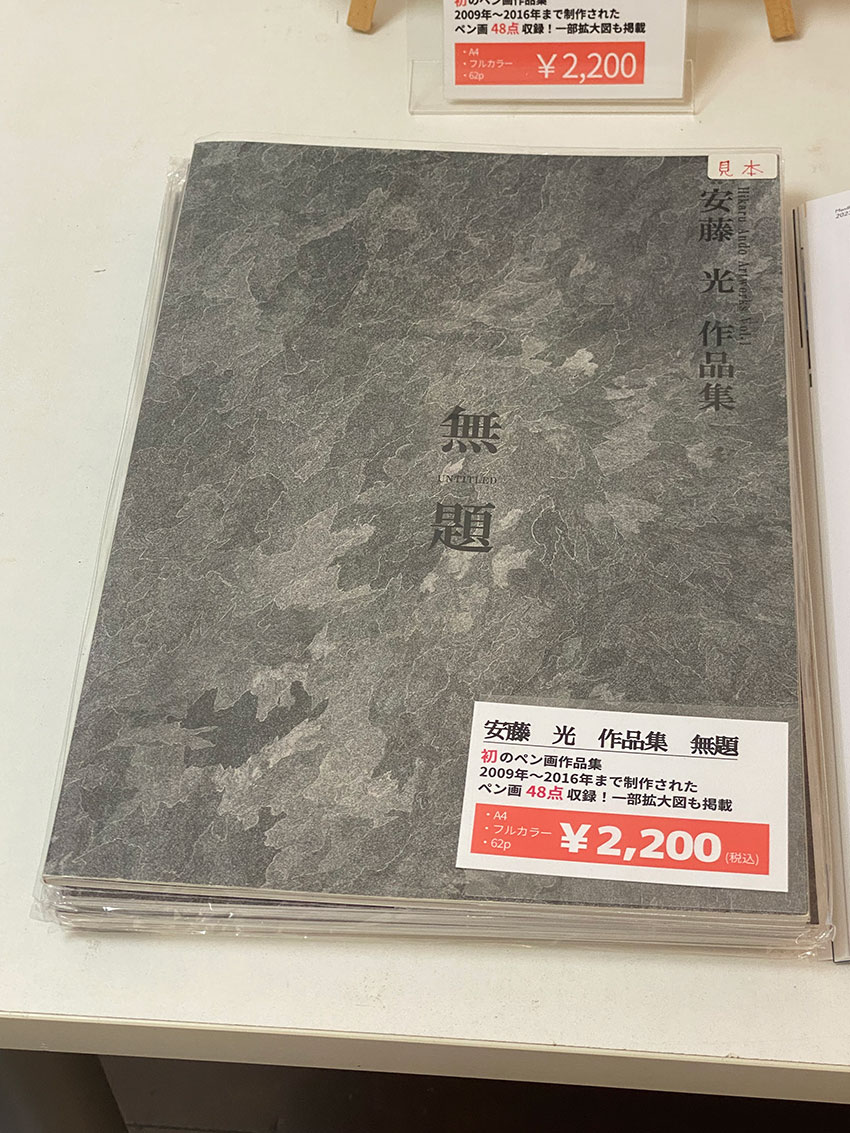 初のペン画作品集
2009年～2016年まで制作された
ペン画 48点 収録！一部拡大図も掲載
・A4
・フルカラー
・62p
￥2,200
見本
安藤 光 作品集
Hikaru Ando Artworks Vol.1
無
UNTITLED
題
安藤　光　作品集　無題
初のペン画作品集
2009年～2016年まで制作された
ペン画 48点 収録！一部拡大図も掲載
・A4
・フルカラー
・62p
￥2,200(税込)